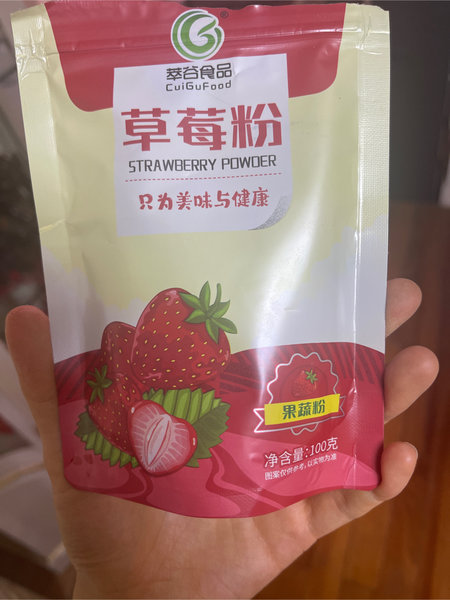 ®
萃谷食品
CuiGuFood
草莓粉
STRAWBERRY POWDER
只为美味与健康
果蔬粉
净含量:100克
图案仅供参考,以实物为准